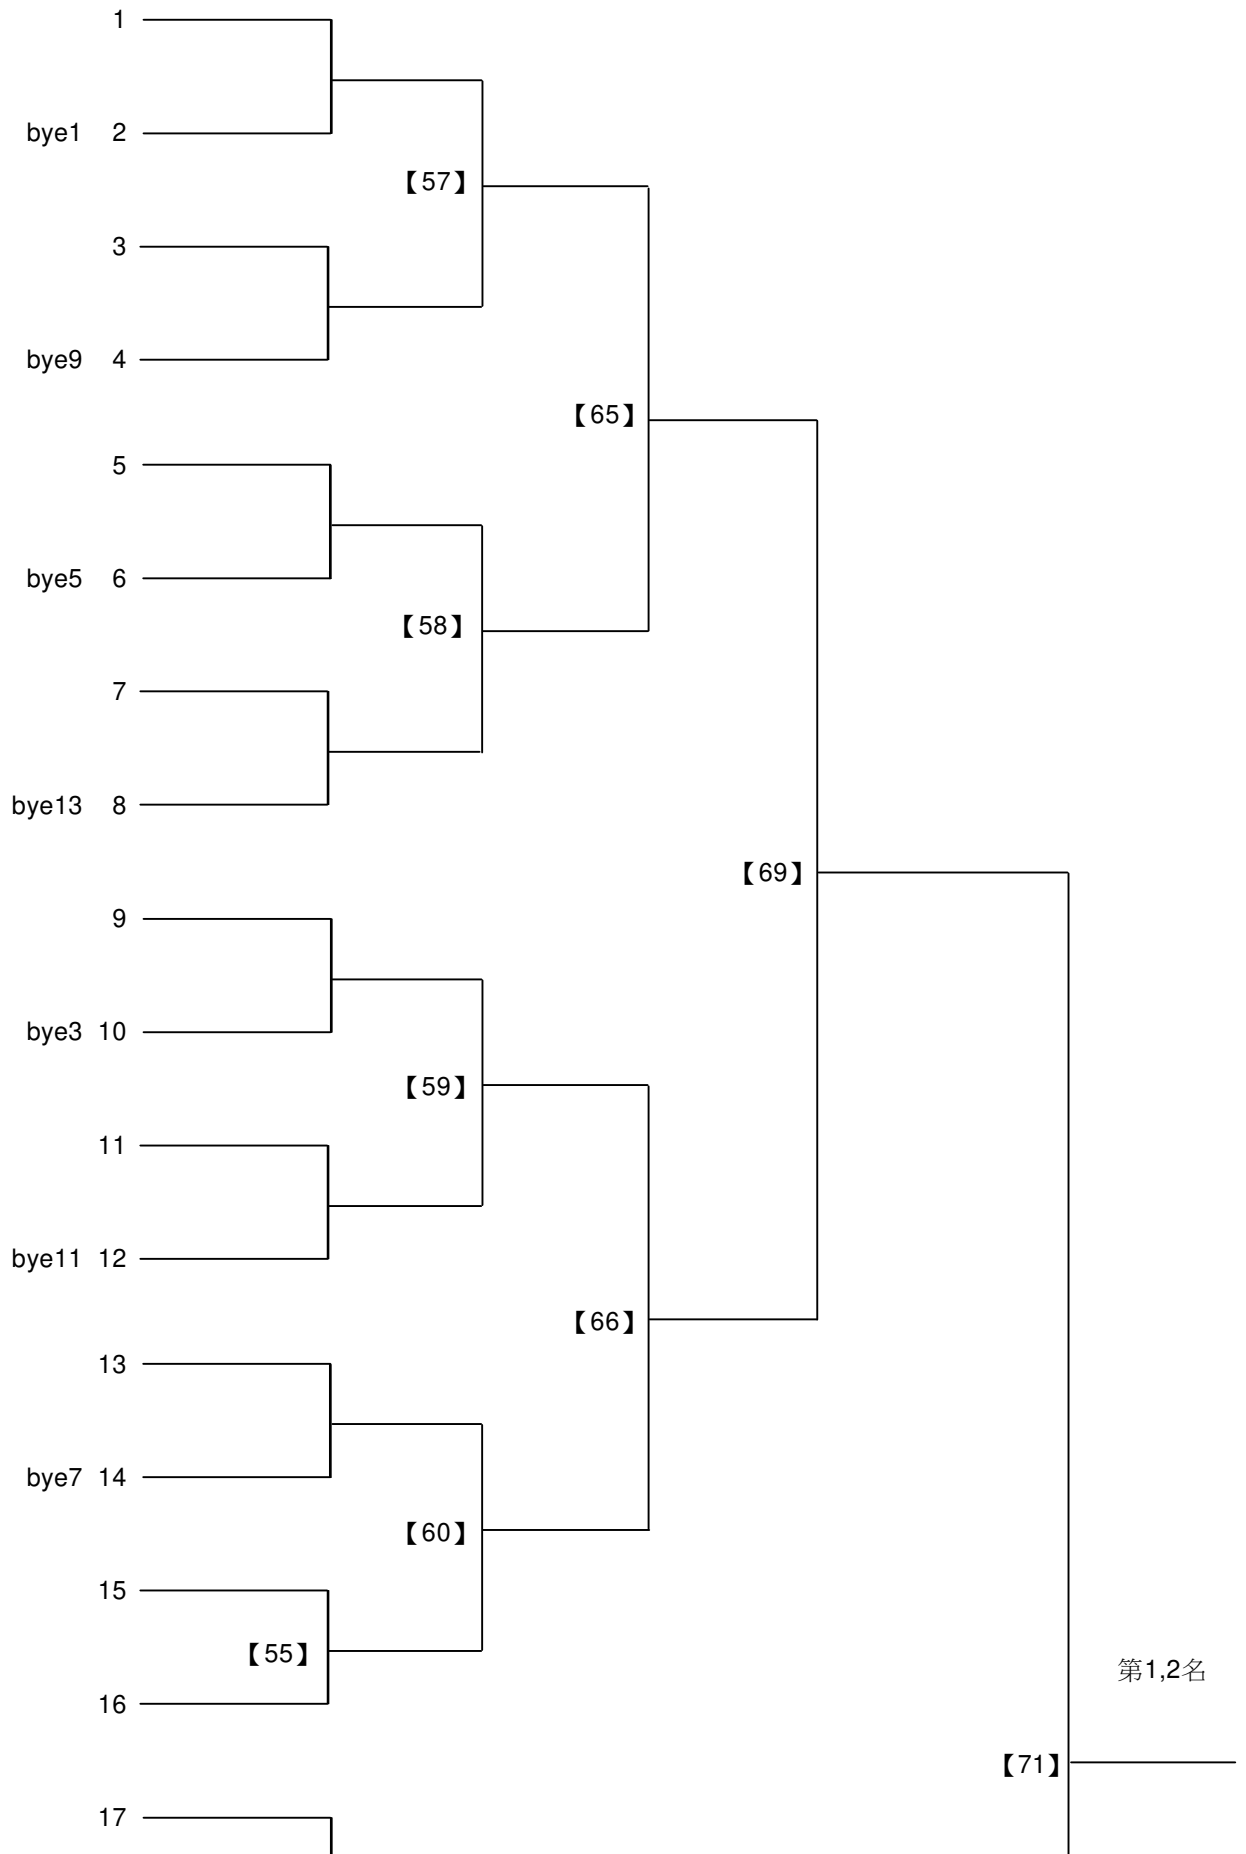 1
bye1 2
【57】
3
bye9 4
【65】
5
bye5 6
【58】
7
bye13 8
【69】
9
bye3 10
【59】
11
bye11 12
【66】
13
bye7 14
【60】
15
【55】
第1,2名
16
【71】
17